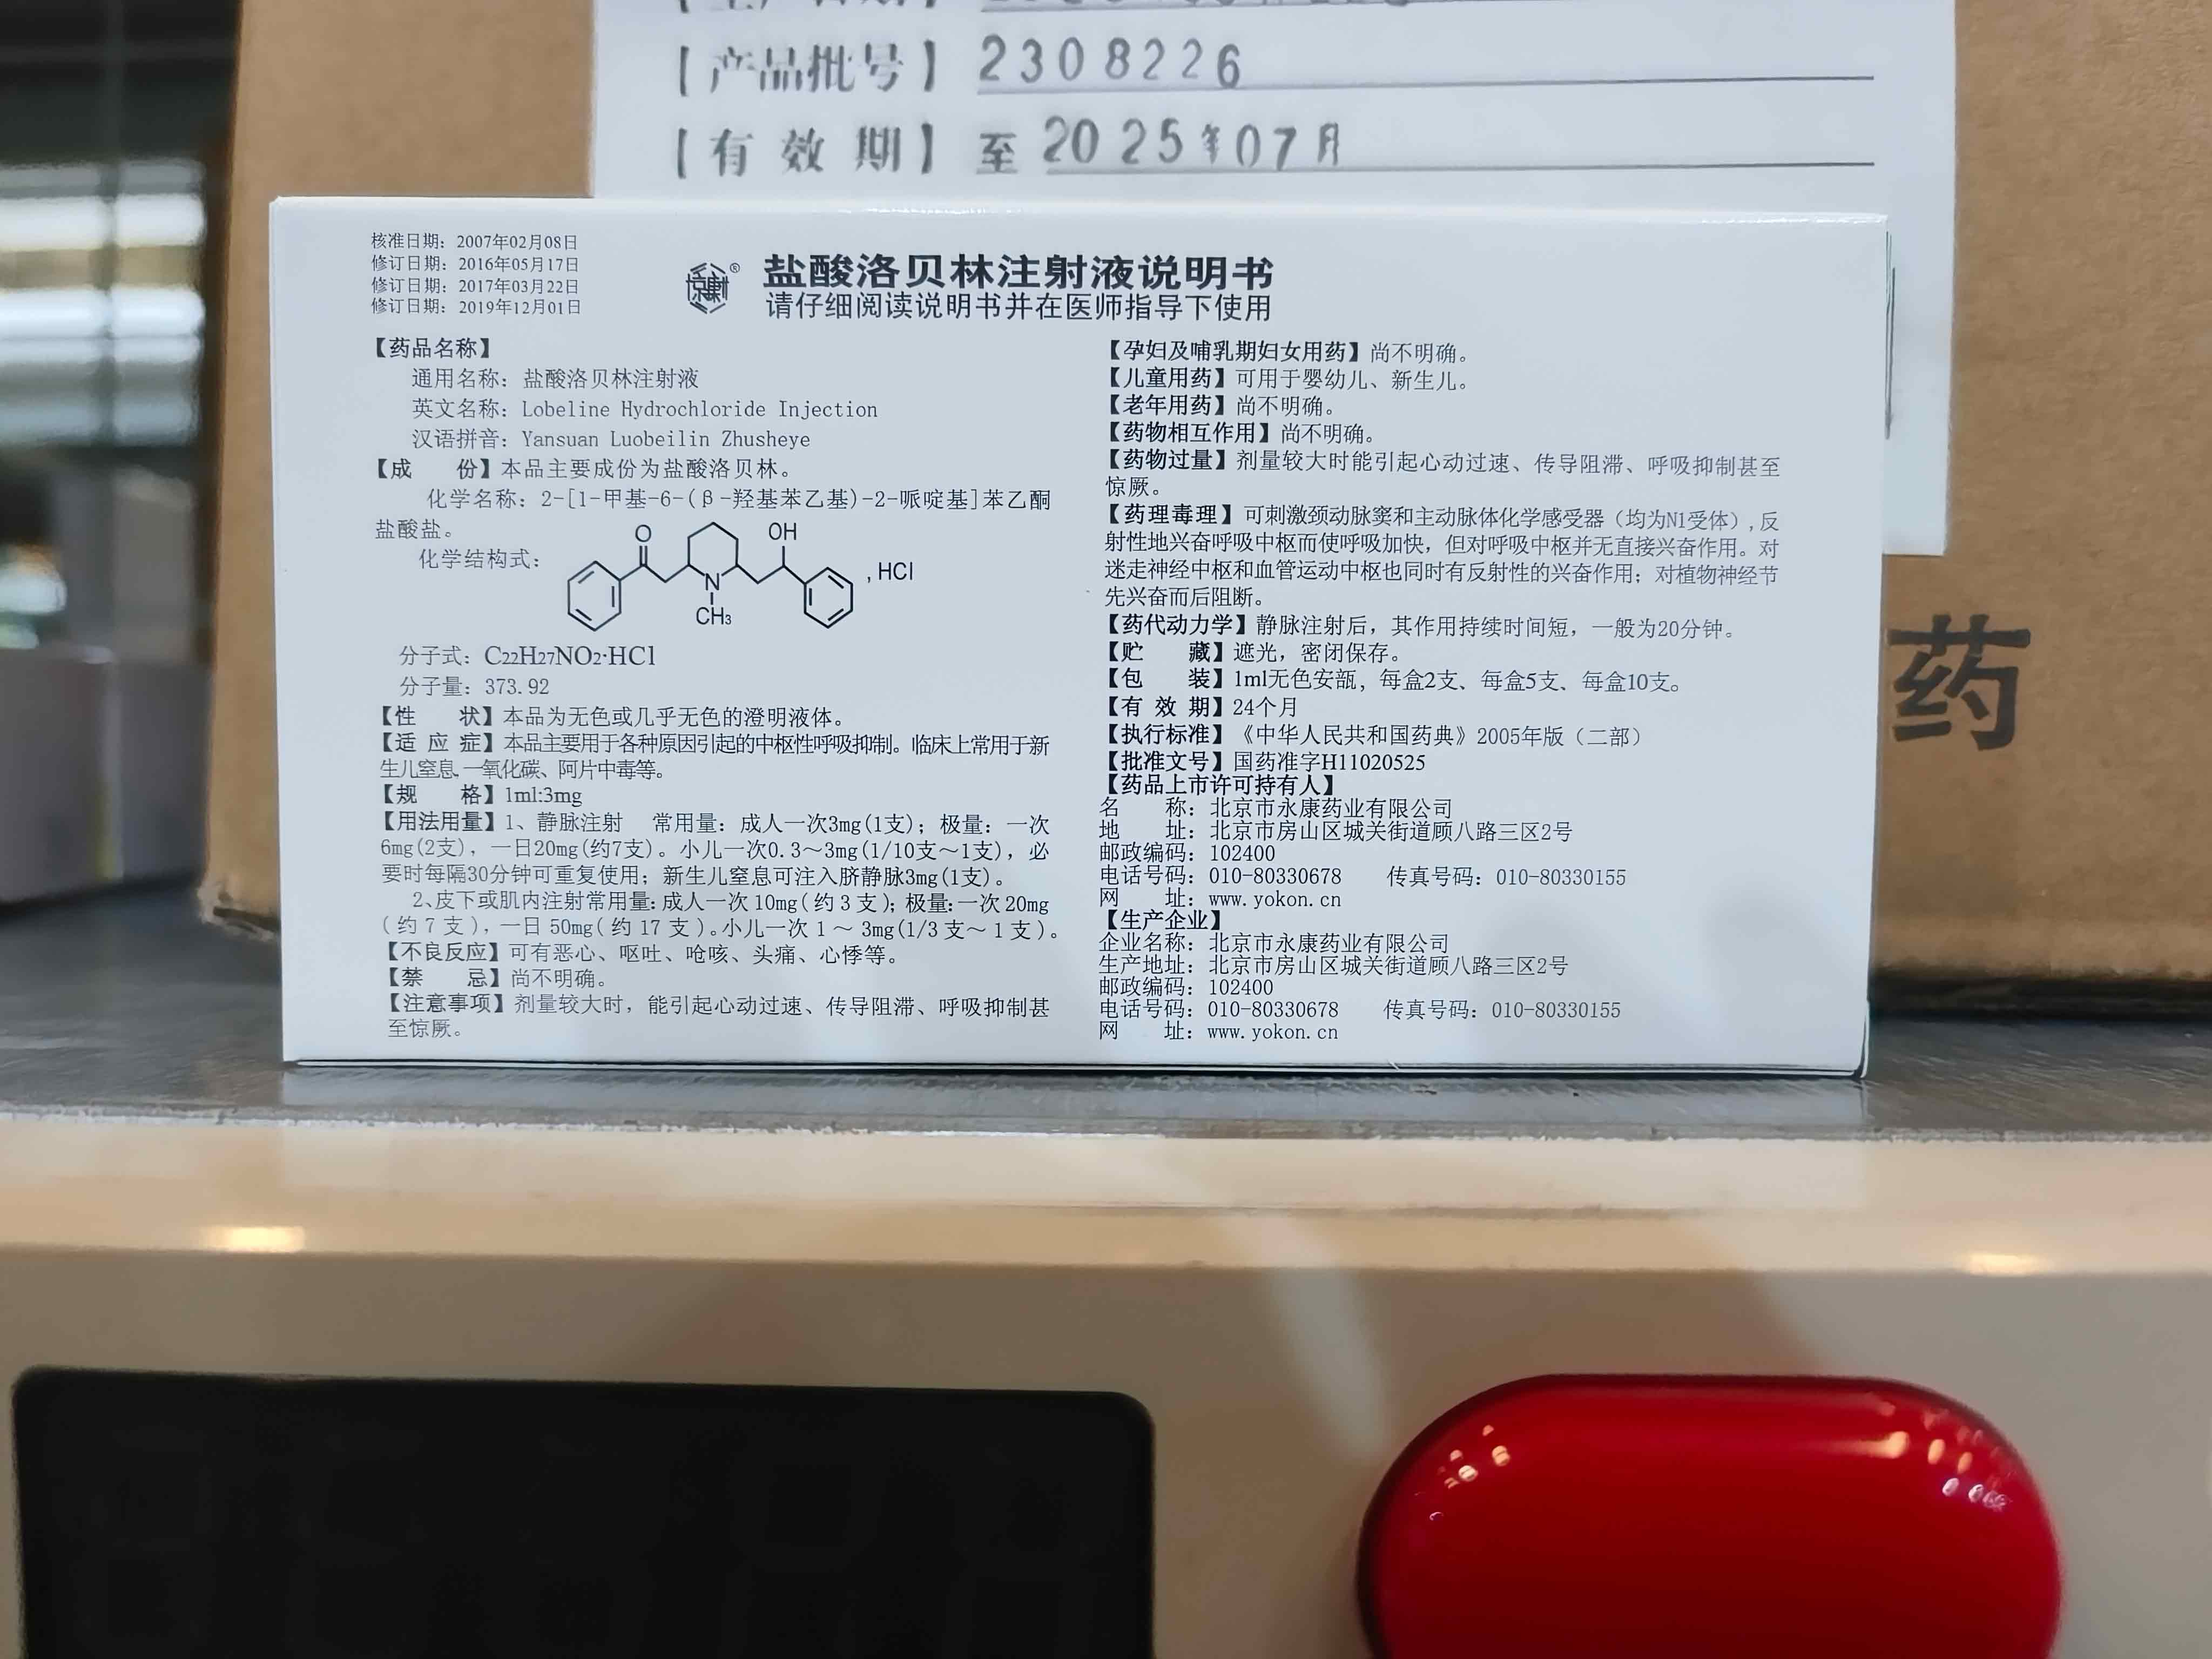 【产品批号】 2308226
【有效期】 至 2025年07月
核准日期：2007年02月08日
修订日期：2016年05月17日
修订日期：2017年03月22日
修订日期：2019年12月01日
®
盐酸洛贝林注射液说明书
请仔细阅读说明书并在医师指导下使用
【药品名称】
通用名称：盐酸洛贝林注射液
英文名称：Lobeline Hydrochloride Injection
汉语拼音：Yansuan Luobeilin Zhusheye
【成 份】本品主要成份为盐酸洛贝林。
化学名称：2-[1-甲基-6-(β-羟基苯乙基)-2-哌啶基]苯乙酮
盐酸盐。
化学结构式：
O
OH
N
CH₃
, HCl
分子式：C₂₂H₂₇NO₂·HCl
分子量：373.92
【性 状】本品为无色或几乎无色的澄明液体。
【适 应 症】本品主要用于各种原因引起的中枢性呼吸抑制。临床上常用于新
生儿窒息、一氧化碳、阿片中毒等。
【规 格】1ml:3mg
【用法用量】1、静脉注射 常用量：成人一次3mg(1支)；极量：一次
6mg(2支)，一日20mg(约7支)。小儿一次0.3～3mg(1/10支～1支)，必
要时每隔30分钟可重复使用；新生儿窒息可注入脐静脉3mg(1支)。
2、皮下或肌内注射常用量：成人一次10mg(约3支)；极量：一次20mg
(约7支)，一日50mg(约17支)。小儿一次1～3mg(1/3支～1支)。
【不良反应】可有恶心、呕吐、呛咳、头痛、心悸等。
【禁 忌】尚不明确。
【注意事项】剂量较大时，能引起心动过速、传导阻滞、呼吸抑制甚
至惊厥。
【孕妇及哺乳期妇女用药】尚不明确。
【儿童用药】可用于婴幼儿、新生儿。
【老年用药】尚不明确。
【药物相互作用】尚不明确。
【药物过量】剂量较大时能引起心动过速、传导阻滞、呼吸抑制甚至
惊厥。
【药理毒理】可刺激颈动脉窦和主动脉体化学感受器（均为N1受体），反
射性地兴奋呼吸中枢而使呼吸加快，但对呼吸中枢并无直接兴奋作用。对
迷走神经中枢和血管运动中枢也同时有反射性的兴奋作用；对植物神经节
先兴奋而后阻断。
【药代动力学】静脉注射后，其作用持续时间短，一般为20分钟。
【贮 藏】遮光，密闭保存。
【包 装】1ml无色安瓿，每盒2支、每盒5支、每盒10支。
【有 效 期】24个月
【执行标准】《中华人民共和国药典》2005年版（二部）
【批准文号】国药准字H11020525
【药品上市许可持有人】
名 称：北京市永康药业有限公司
地 址：北京市房山区城关街道顾八路三区2号
邮政编码：102400
电话号码：010-80330678 传真号码：010-80330155
网 址：www.yokon.cn
【生产企业】
企业名称：北京市永康药业有限公司
生产地址：北京市房山区城关街道顾八路三区2号
邮政编码：102400
电话号码：010-80330678 传真号码：010-80330155
网 址：www.yokon.cn
药